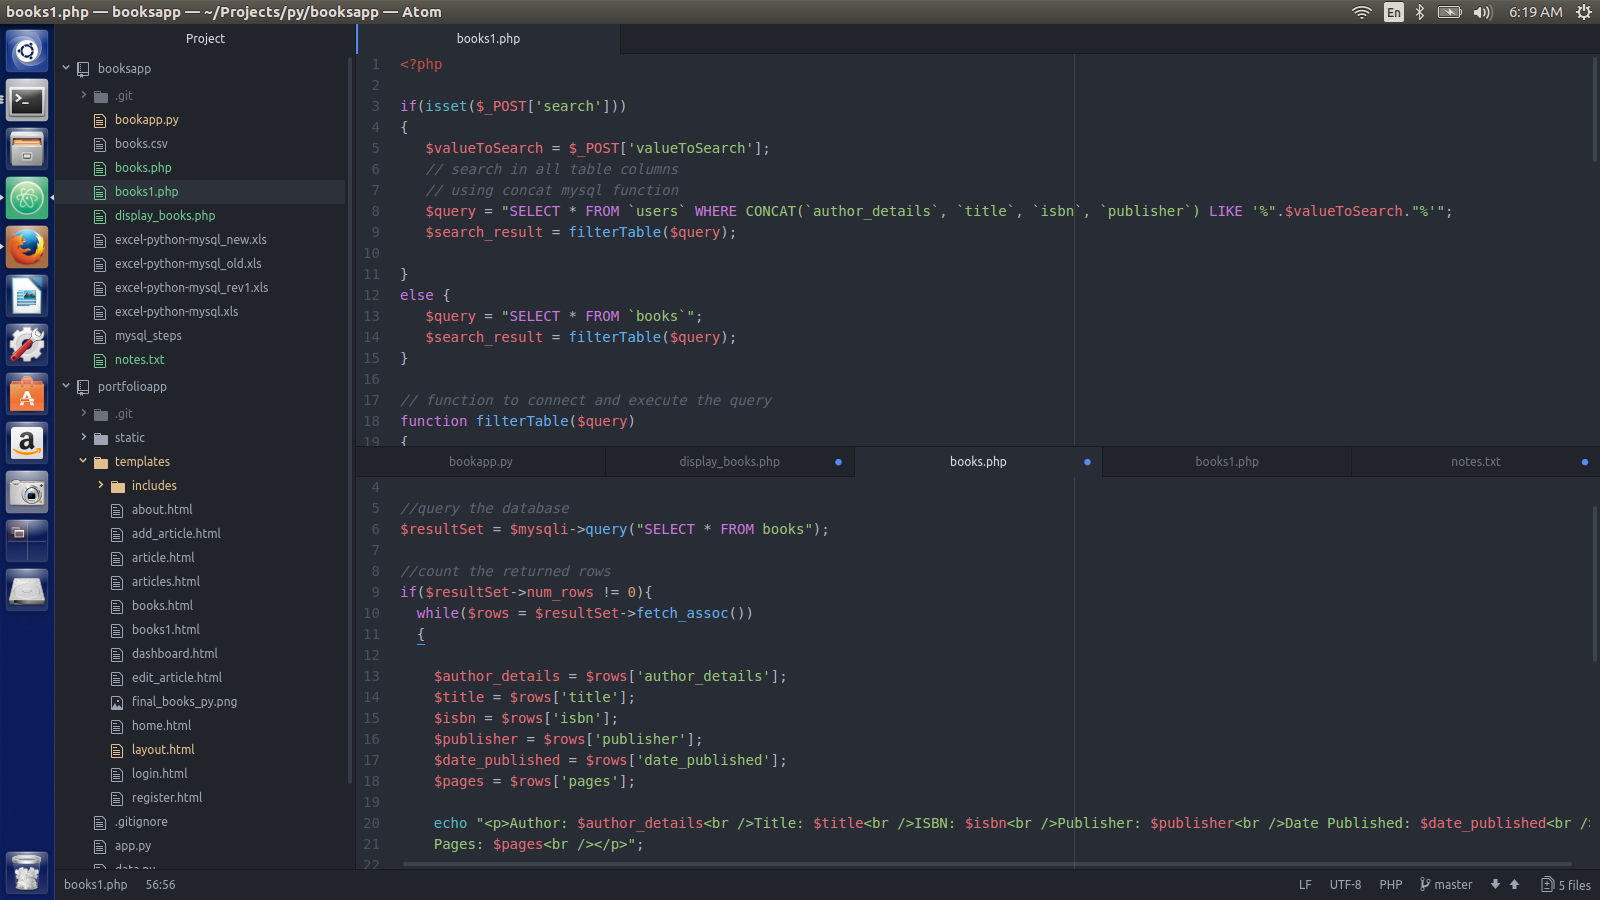 books1.php — booksapp — ~/Projects/py/booksapp — Atom
En
6:19 AM
Project
booksapp
.git
bookapp.py
books.csv
books.php
books1.php
display_books.php
excel-python-mysql_new.xls
excel-python-mysql_old.xls
excel-python-mysql_rev1.xls
excel-python-mysql.xls
mysql_steps
notes.txt
portfolioapp
.git
static
templates
includes
about.html
add_article.html
article.html
articles.html
books.html
books1.html
dashboard.html
edit_article.html
final_books_py.png
home.html
layout.html
login.html
register.html
.gitignore
app.py
data.py
books1.php
1 <?php
2
3 if(isset($_POST['search']))
4 {
5 $valueToSearch = $_POST['valueToSearch'];
6 // search in all table columns
7 // using concat mysql function
8 $query = "SELECT * FROM `users` WHERE CONCAT(`author_details`, `title`, `isbn`, `publisher`) LIKE '%".$valueToSearch."%'";
9 $search_result = filterTable($query);
10
11 }
12 else {
13 $query = "SELECT * FROM `books`";
14 $search_result = filterTable($query);
15 }
16
17 // function to connect and execute the query
18 function filterTable($query)
19 {
bookapp.py display_books.php books.php books1.php notes.txt
4
5 //query the database
6 $resultSet = $mysqli->query("SELECT * FROM books");
7
8 //count the returned rows
9 if($resultSet->num_rows != 0){
10 while($rows = $resultSet->fetch_assoc())
11 {
12
13 $author_details = $rows['author_details'];
14 $title = $rows['title'];
15 $isbn = $rows['isbn'];
16 $publisher = $rows['publisher'];
17 $date_published = $rows['date_published'];
18 $pages = $rows['pages'];
19
20 echo "<p>Author: $author_details<br />Title: $title<br />ISBN: $isbn<br />Publisher: $publisher<br />Date Published: $date_published<br />
21 Pages: $pages<br /></p>";
22
books1.php 56:56 LF UTF-8 PHP master 5 files